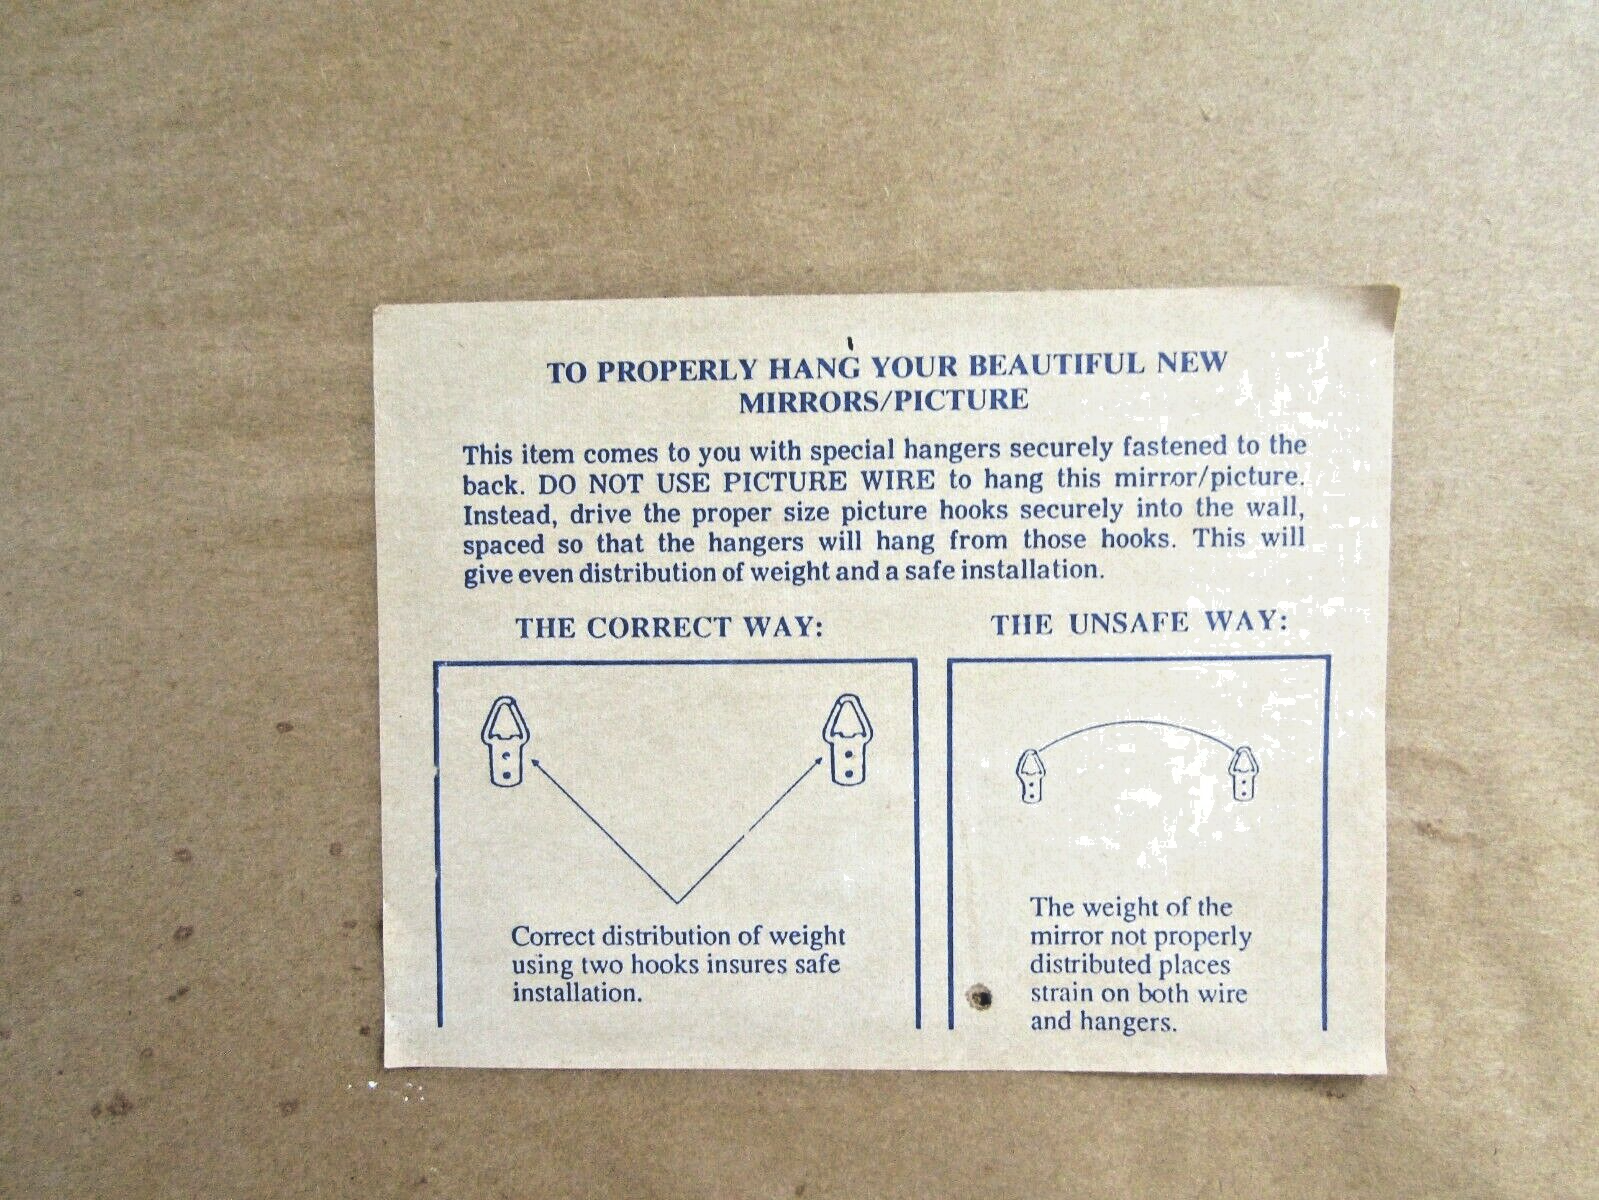 TO PROPERLY HANG YOUR BEAUTIFUL NEW
MIRRORS/PICTURE
This item comes to you with special hangers securely fastened to the
back. DO NOT USE PICTURE WIRE to hang this mirror/picture.
Instead, drive the proper size picture hooks securely into the wall,
spaced so that the hangers will hang from those hooks. This will
give even distribution of weight and a safe installation.
THE CORRECT WAY:
Correct distribution of weight
using two hooks insures safe
installation.
THE UNSAFE WAY:
The weight of the
mirror not properly
distributed places
strain on both wire
and hangers.